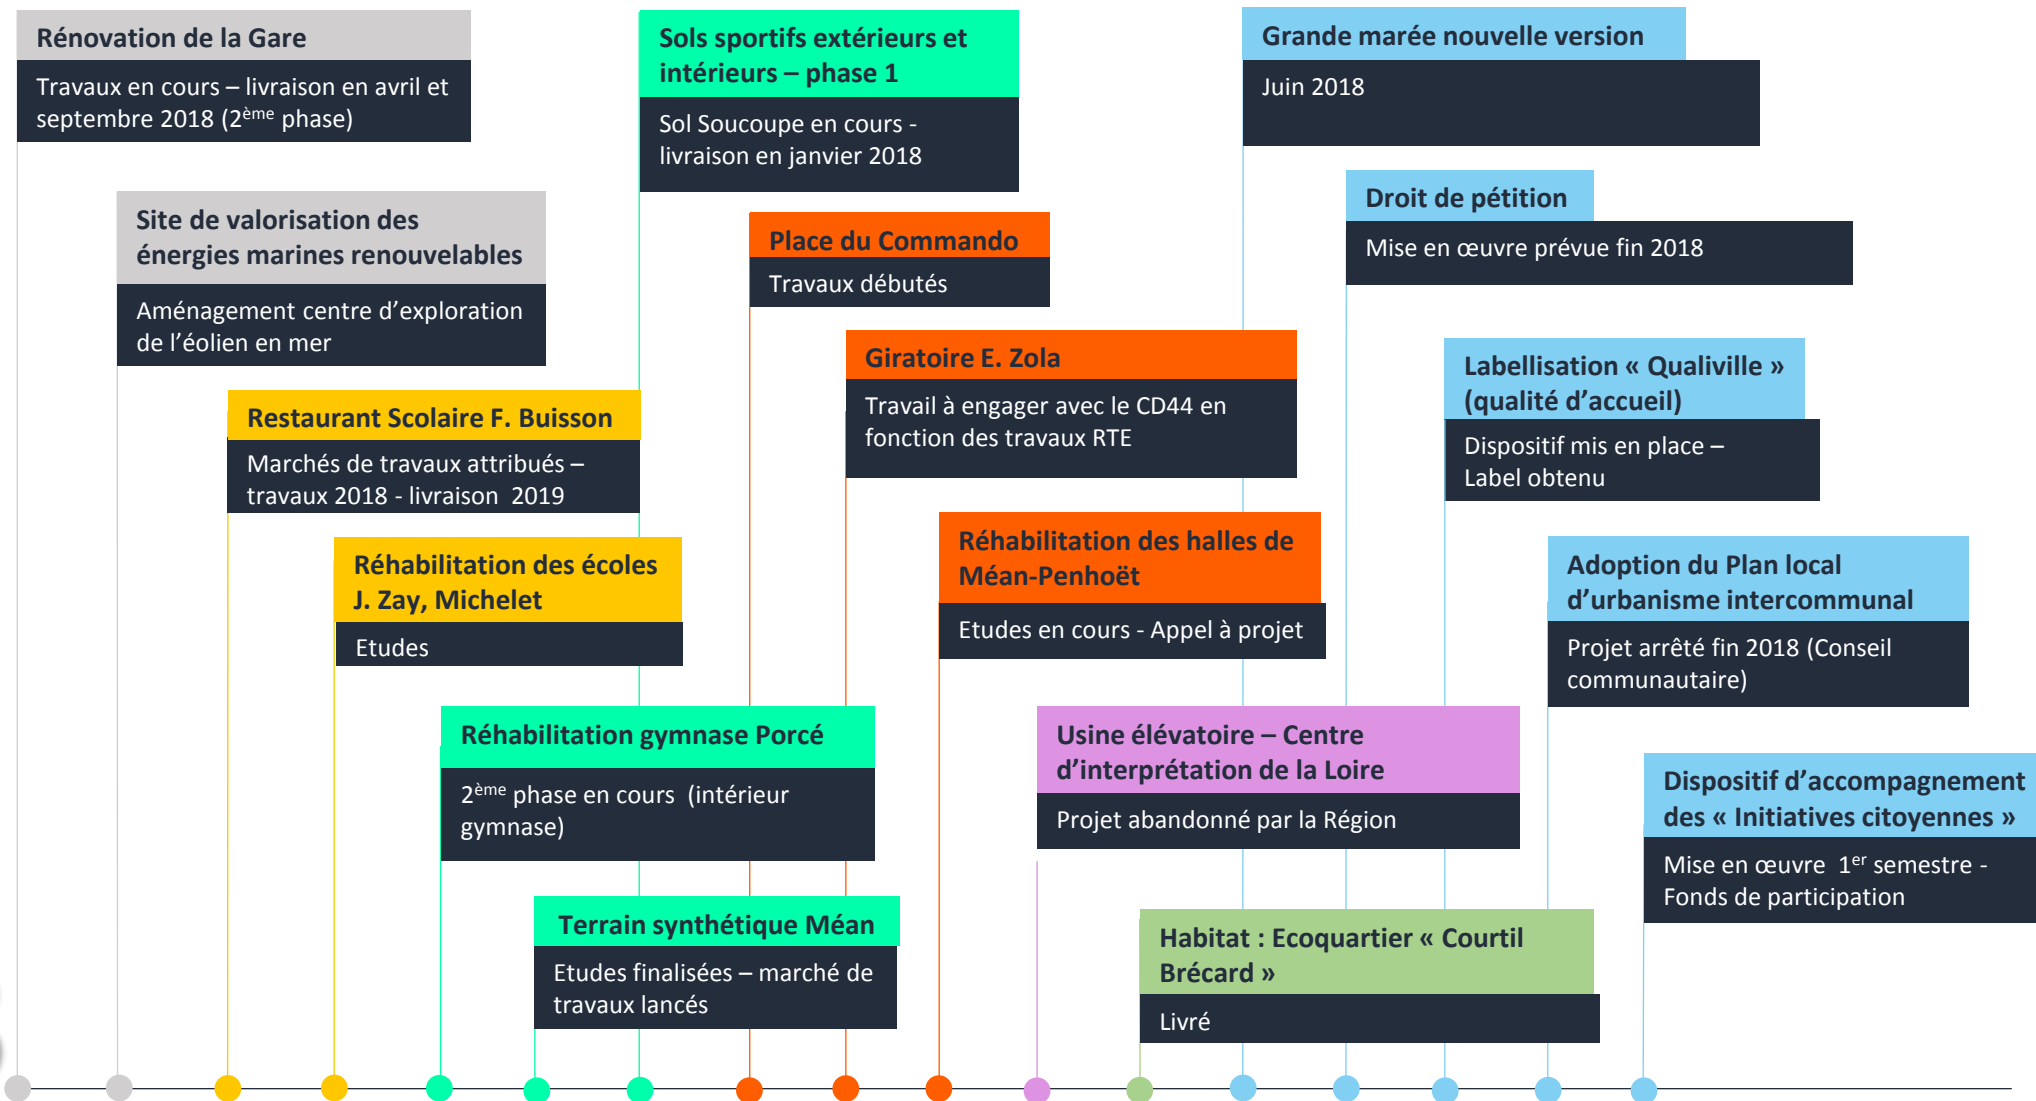 Rénovation de la Gare
Travaux en cours – livraison en avril et
septembre 2018 (2ème phase)
Site de valorisation des
énergies marines renouvelables
Aménagement centre d’exploration
de l’éolien en mer
Restaurant Scolaire F. Buisson
Marchés de travaux attribués –
travaux 2018 - livraison 2019
Réhabilitation des écoles
J. Zay, Michelet
Etudes
Réhabilitation gymnase Porcé
2ème phase en cours (intérieur
gymnase)
Terrain synthétique Méan
Etudes finalisées – marché de
travaux lancés
Sols sportifs extérieurs et
intérieurs – phase 1
Sol Soucoupe en cours -
livraison en janvier 2018
Place du Commando
Travaux débutés
Giratoire E. Zola
Travail à engager avec le CD44 en
fonction des travaux RTE
Réhabilitation des halles de
Méan-Penhoët
Etudes en cours - Appel à projet
Usine élévatoire – Centre
d’interprétation de la Loire
Projet abandonné par la Région
Habitat : Ecoquartier « Courtil
Brécard »
Livré
Grande marée nouvelle version
Juin 2018
Droit de pétition
Mise en œuvre prévue fin 2018
Labellisation « Qualiville »
(qualité d’accueil)
Dispositif mis en place –
Label obtenu
Adoption du Plan local
d’urbanisme intercommunal
Projet arrêté fin 2018 (Conseil
communautaire)
Dispositif d’accompagnement
des « Initiatives citoyennes »
Mise en œuvre 1er semestre -
Fonds de participation